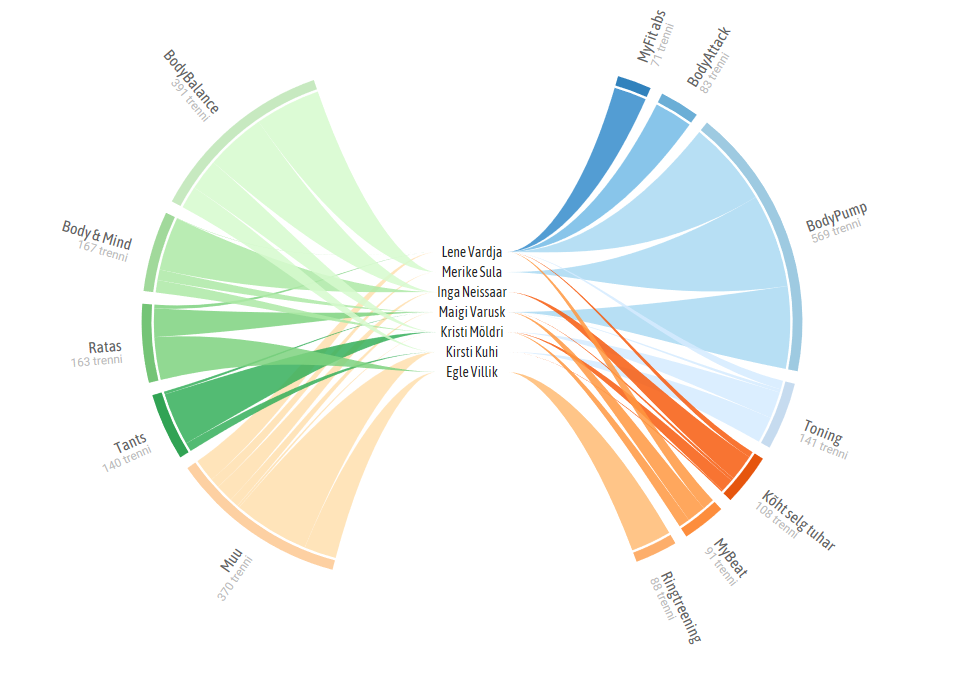 BodyBalance
391 trenni
Body & Mind
167 trenni
Ratas
163 trenni
Tants
140 trenni
Muu
370 trenni
Lene Vardja
Merike Sula
Inga Neissaar
Maigi Varusk
Kristi Möldri
Kirsti Kuhi
Egle Villik
MyFit abs
71 trenni
BodyAttack
83 trenni
BodyPump
569 trenni
Toning
141 trenni
Köht selg tuhar
108 trenni
MyBeat
91 trenni
Ringtreening
88 trenni